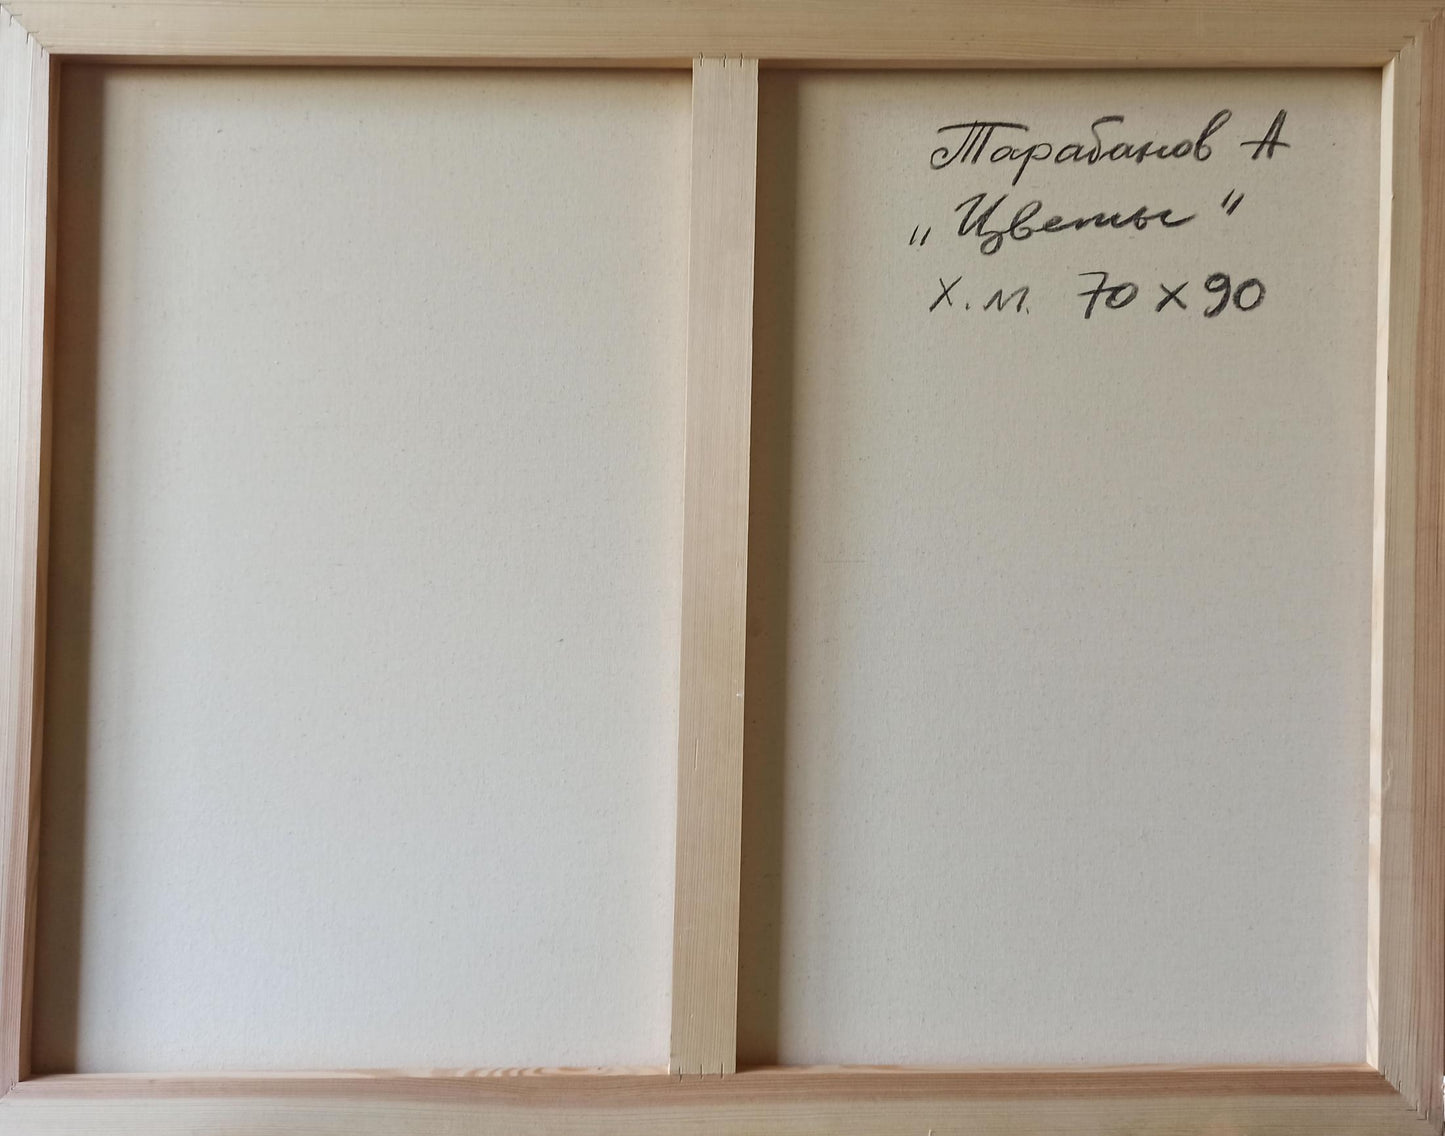 Тарабанов А
„Цветы"
х.м. 70 х 90